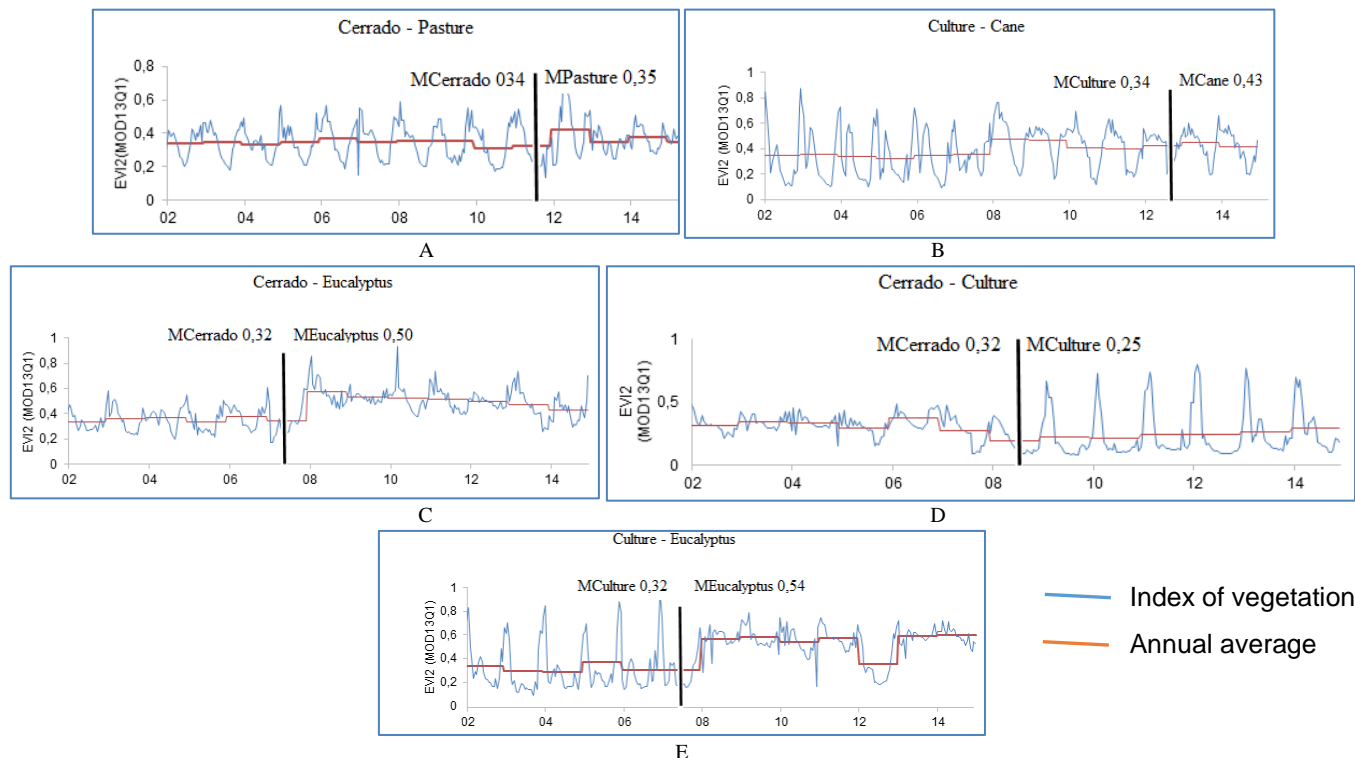 Cerrado - Pasture
MCerrado 034 MPasture 0,35
EVI2(MOD13Q1)
0,8
0,6
0,4
0,2
0
02 04 06 08 10 12 14
A
Culture - Cane
MCulture 0,34 MCane 0,43
EVI2 (MOD13Q1)
1
0,8
0,6
0,4
0,2
0
02 04 06 08 10 12 14
B
Cerrado - Eucalyptus
MCerrado 0,32 MEucalyptus 0,50
EVI2 (MOD13Q1)
1
0,8
0,6
0,4
0,2
0
02 04 06 08 10 12 14
C
Cerrado - Culture
MCerrado 0,32 MCulture 0,25
EVI2
(MOD13Q1)
1
0,5
0
02 04 06 08 10 12 14
D
Culture - Eucalyptus
MCulture 0,32 MEucalyptus 0,54
EVI2 (MOD13Q1)
1
0,8
0,6
0,4
0,2
0
02 04 06 08 10 12 14
E
Index of vegetation
Annual average